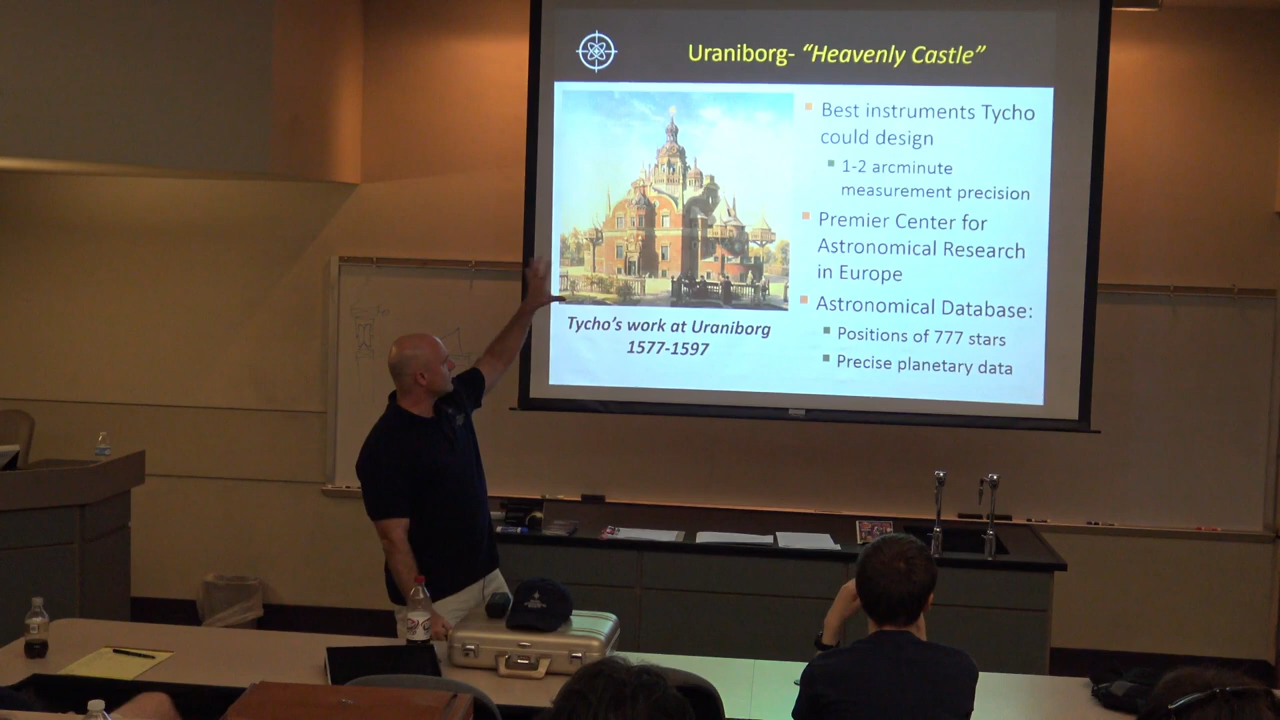 Uraniborg- “Heavenly Castle”
Best instruments Tycho
could design
1-2 arcminute
measurement precision
Premier Center for
Astronomical Research
in Europe
Astronomical Database:
Positions of 777 stars
Precise planetary data
Tycho’s work at Uraniborg
1577-1597